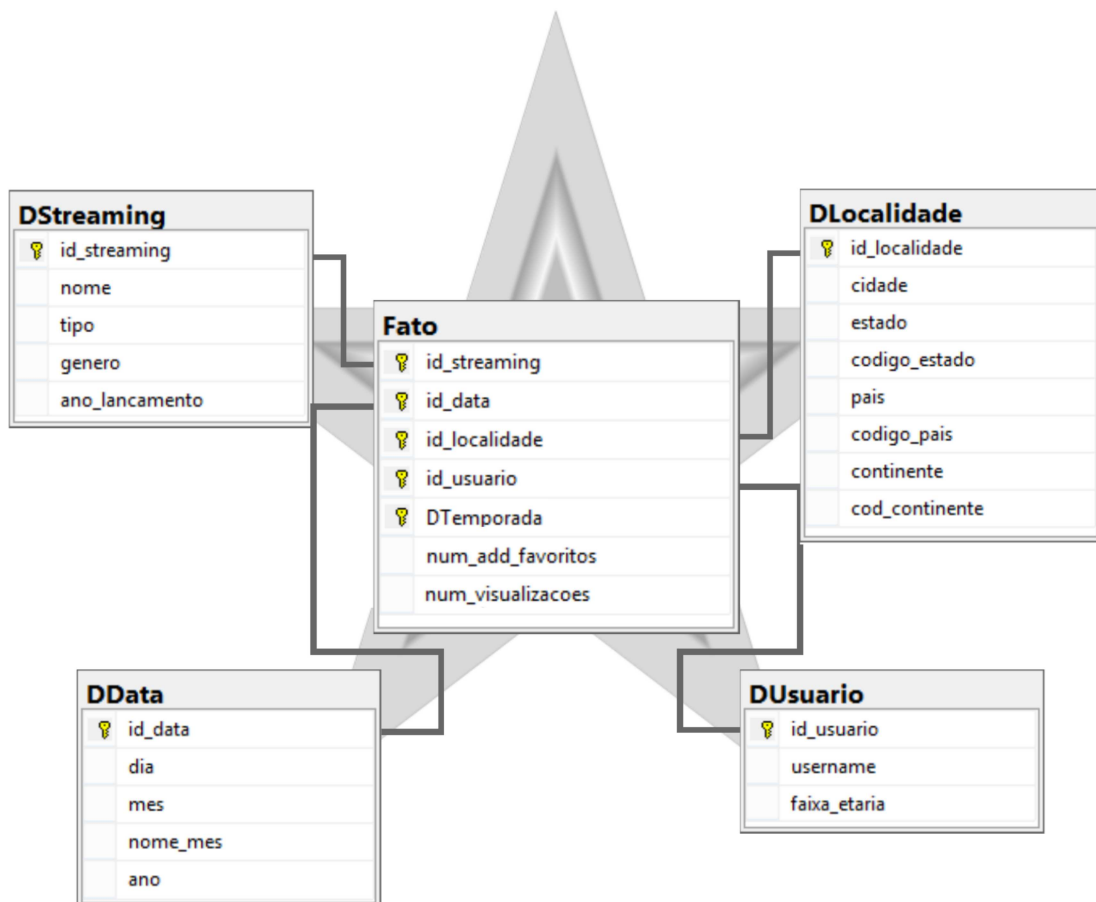 DStreaming
id_streaming
nome
tipo
genero
ano_lancamento
DLocalidade
id_localidade
cidade
estado
codigo_estado
pais
codigo_pais
continente
cod_continente
Fato
id_streaming
id_data
id_localidade
id_usuario
DTemporada
num_add_favoritos
num_visualizacoes
DData
id_data
dia
mes
nome_mes
ano
DUsuario
id_usuario
username
faixa_etaria